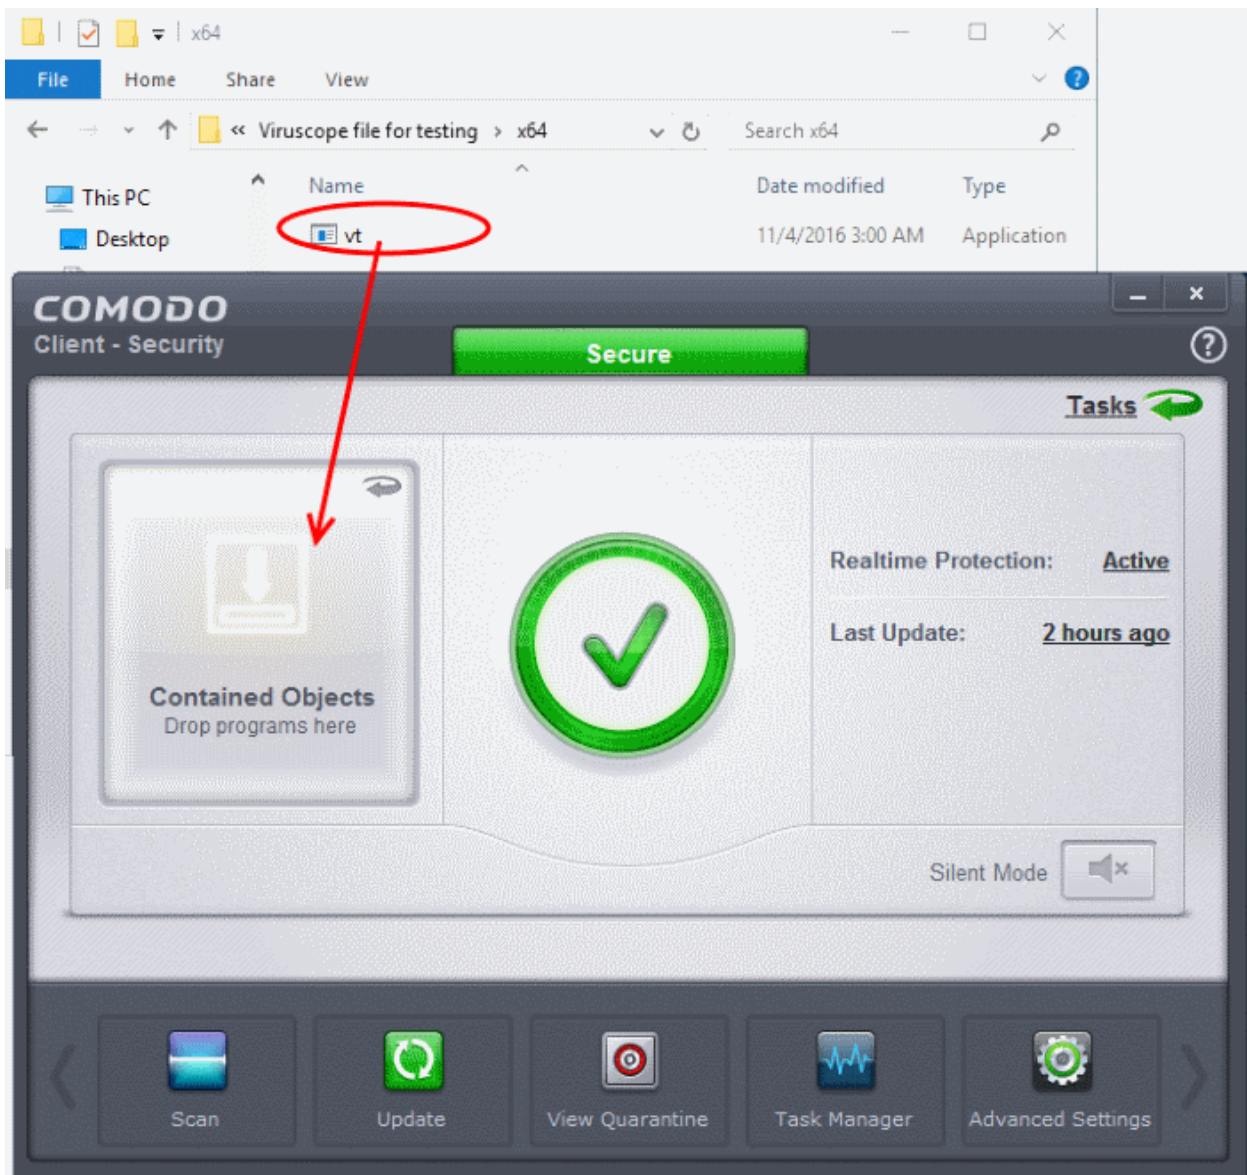 x64
File Home Share View
« Viruscope file for testing > x64 Search x64
Name Date modified Type
This PC
Desktop
vt 11/4/2016 3:00 AM Application
COMODO
Client - Security
Secure
?
Tasks
Contained Objects
Drop programs here
Realtime Protection: Active
Last Update: 2 hours ago
Silent Mode
Scan Update View Quarantine Task Manager Advanced Settings